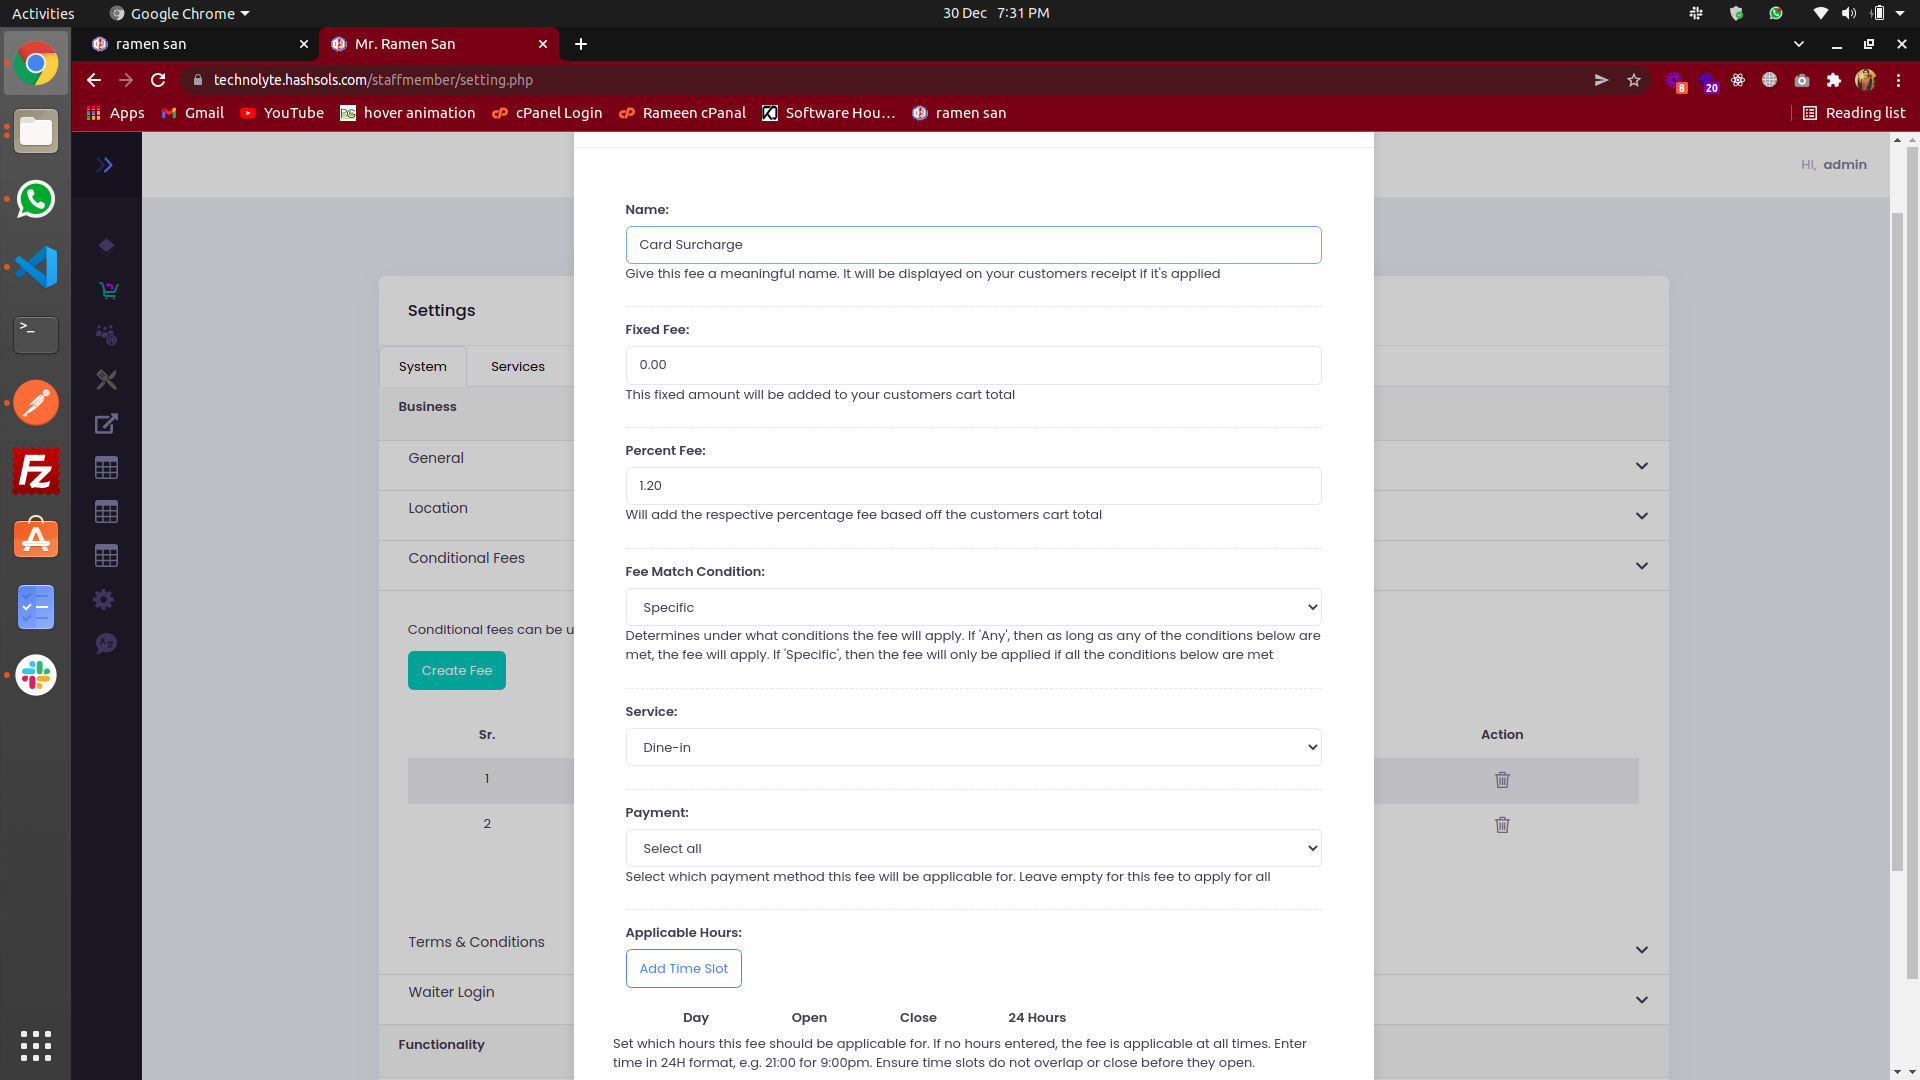 Activities
Google Chrome
30 Dec 7:31 PM
ramen san
Mr. Ramen San
technolyte.hashsols.com/staffmember/setting.php
8
20
Apps
Gmail
YouTube
hover animation
cPanel Login
Rameen cPanal
Software Hou...
ramen san
Reading list
Hi, admin
Settings
System
Services
Business
General
Location
Conditional Fees
Conditional fees can be u
Create Fee
Sr.
Action
1
2
Terms & Conditions
Waiter Login
Functionality
Name:
Card Surcharge
Give this fee a meaningful name. It will be displayed on your customers receipt if it's applied
Fixed Fee:
0.00
This fixed amount will be added to your customers cart total
Percent Fee:
1.20
Will add the respective percentage fee based off the customers cart total
Fee Match Condition:
Specific
Determines under what conditions the fee will apply. If 'Any', then as long as any of the conditions below are
met, the fee will apply. If 'Specific', then the fee will only be applied if all the conditions below are met
Service:
Dine-in
Payment:
Select all
Select which payment method this fee will be applicable for. Leave empty for this fee to apply for all
Applicable Hours:
Add Time Slot
Day Open Close 24 Hours
Set which hours this fee should be applicable for. If no hours entered, the fee is applicable at all times. Enter
time in 24H format, e.g. 21:00 for 9:00pm. Ensure time slots do not overlap or close before they open.